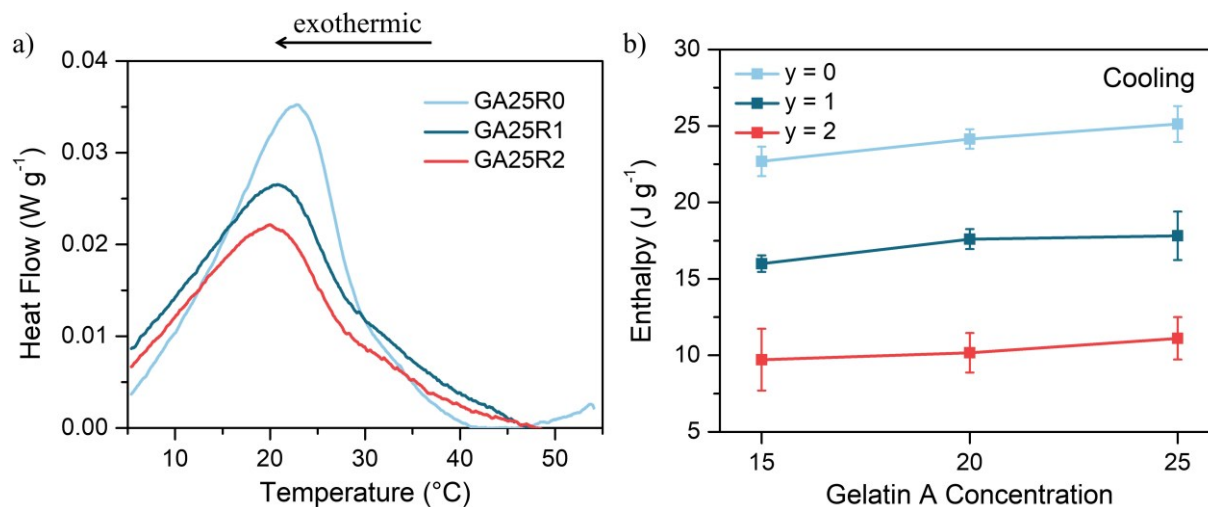 exothermic
a)
0.04
0.03
0.02
0.01
0.00
Heat Flow (W g⁻¹)
GA25R0
GA25R1
GA25R2
10 20 30 40 50
Temperature (°C)
b)
30
25
20
15
10
5
Enthalpy (J g⁻¹)
y = 0
y = 1
y = 2
Cooling
15 20 25
Gelatin A Concentration